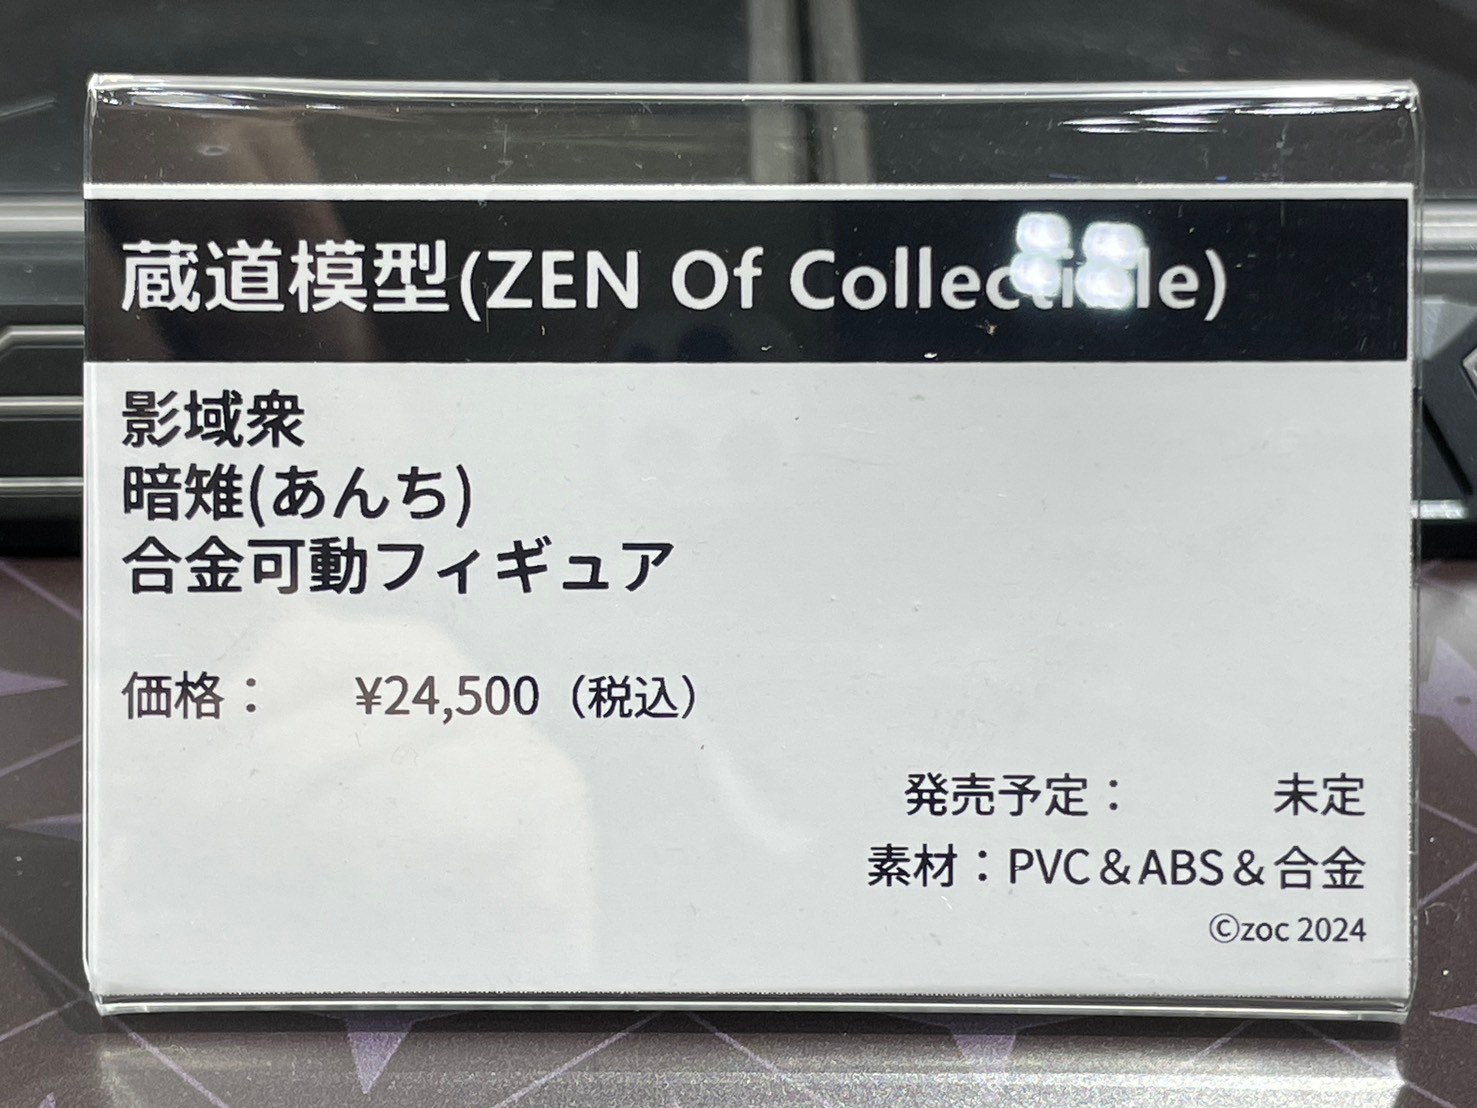 蔵道模型(ZEN Of Collectible)
影域衆
暗雉(あんち)
合金可動フィギュア
価格： ¥24,500（税込）
発売予定： 未定
素材：PVC＆ABS＆合金
©zoc 2024